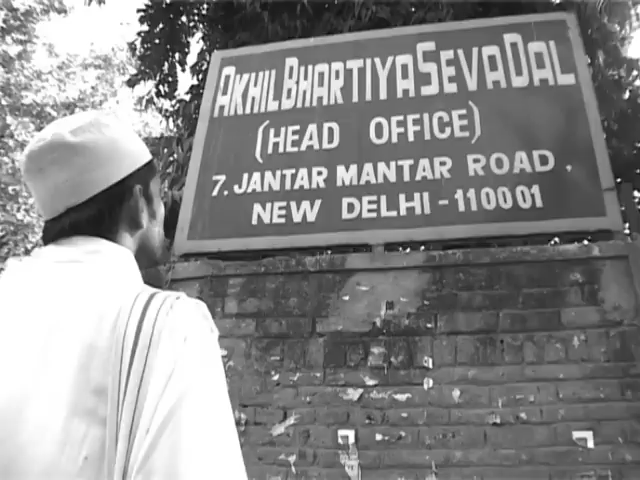 AKHIL BHARTIYA SEVA DAL
(HEAD OFFICE)
7. JANTAR MANTAR ROAD.
NEW DELHI - 110001